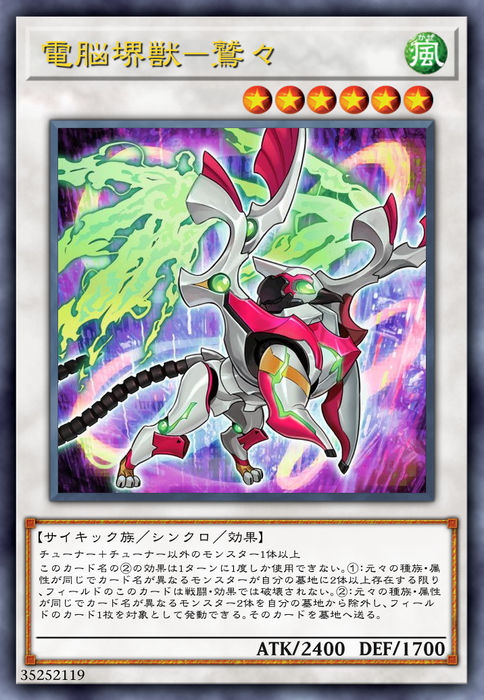 電脳堺獣－鷲々
かぜ
風
【サイキック族／シンクロ／効果】
チューナー＋チューナー以外のモンスター1体以上
このカード名の②の効果は1ターンに1度しか使用できない。①：元々の種族・属
性が同じでカード名が異なるモンスターが自分の墓地に2体以上存在する限り
、フィールドのこのカードは戦闘・効果では破壊されない。②：元々の種族・属性
が同じでカード名が異なるモンスター2体を自分の墓地から除外し、フィール
ドのカード1枚を対象として発動できる。そのカードを墓地へ送る。
ATK/2400 DEF/1700
35252119